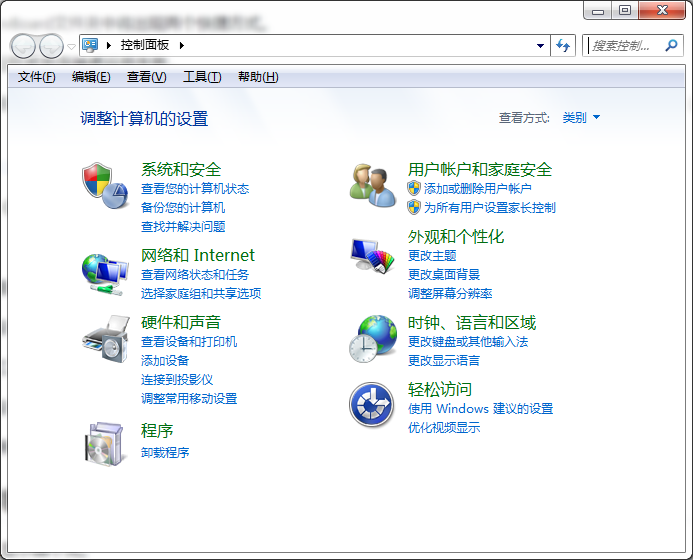 控制面板
搜索控制...
文件(F) 编辑(E) 查看(V) 工具(T) 帮助(H)
调整计算机的设置
查看方式: 类别
系统和安全
查看您的计算机状态
备份您的计算机
查找并解决问题
网络和 Internet
查看网络状态和任务
选择家庭组和共享选项
硬件和声音
查看设备和打印机
添加设备
连接到投影仪
调整常用移动设置
程序
卸载程序
用户帐户和家庭安全
添加或删除用户帐户
为所有用户设置家长控制
外观和个性化
更改主题
更改桌面背景
调整屏幕分辨率
时钟、语言和区域
更改键盘或其他输入法
更改显示语言
轻松访问
使用 Windows 建议的设置
优化视频显示